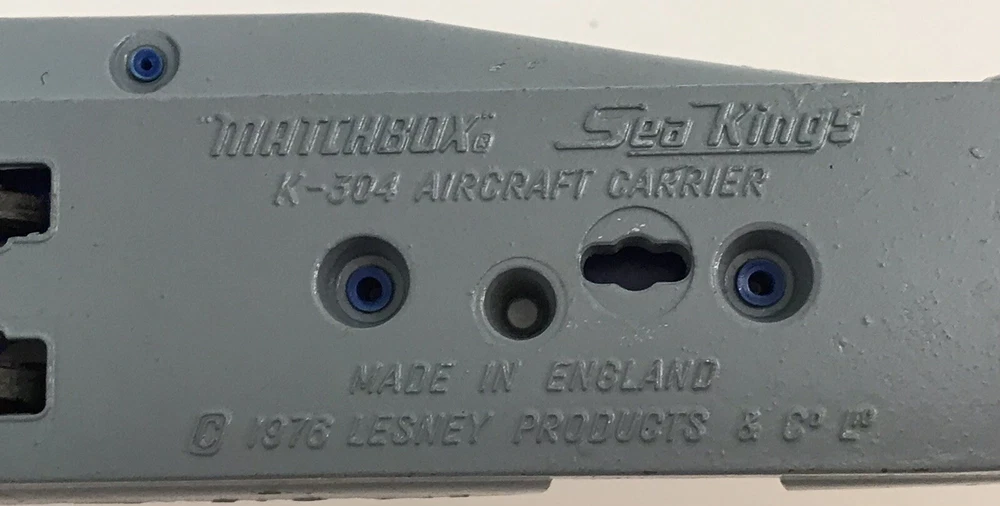 "MATCHBOX" ® Sea Kings
K-304 AIRCRAFT CARRIER
MADE IN ENGLAND
© 1976 LESNEY PRODUCTS & Cº Lᵀᴰ